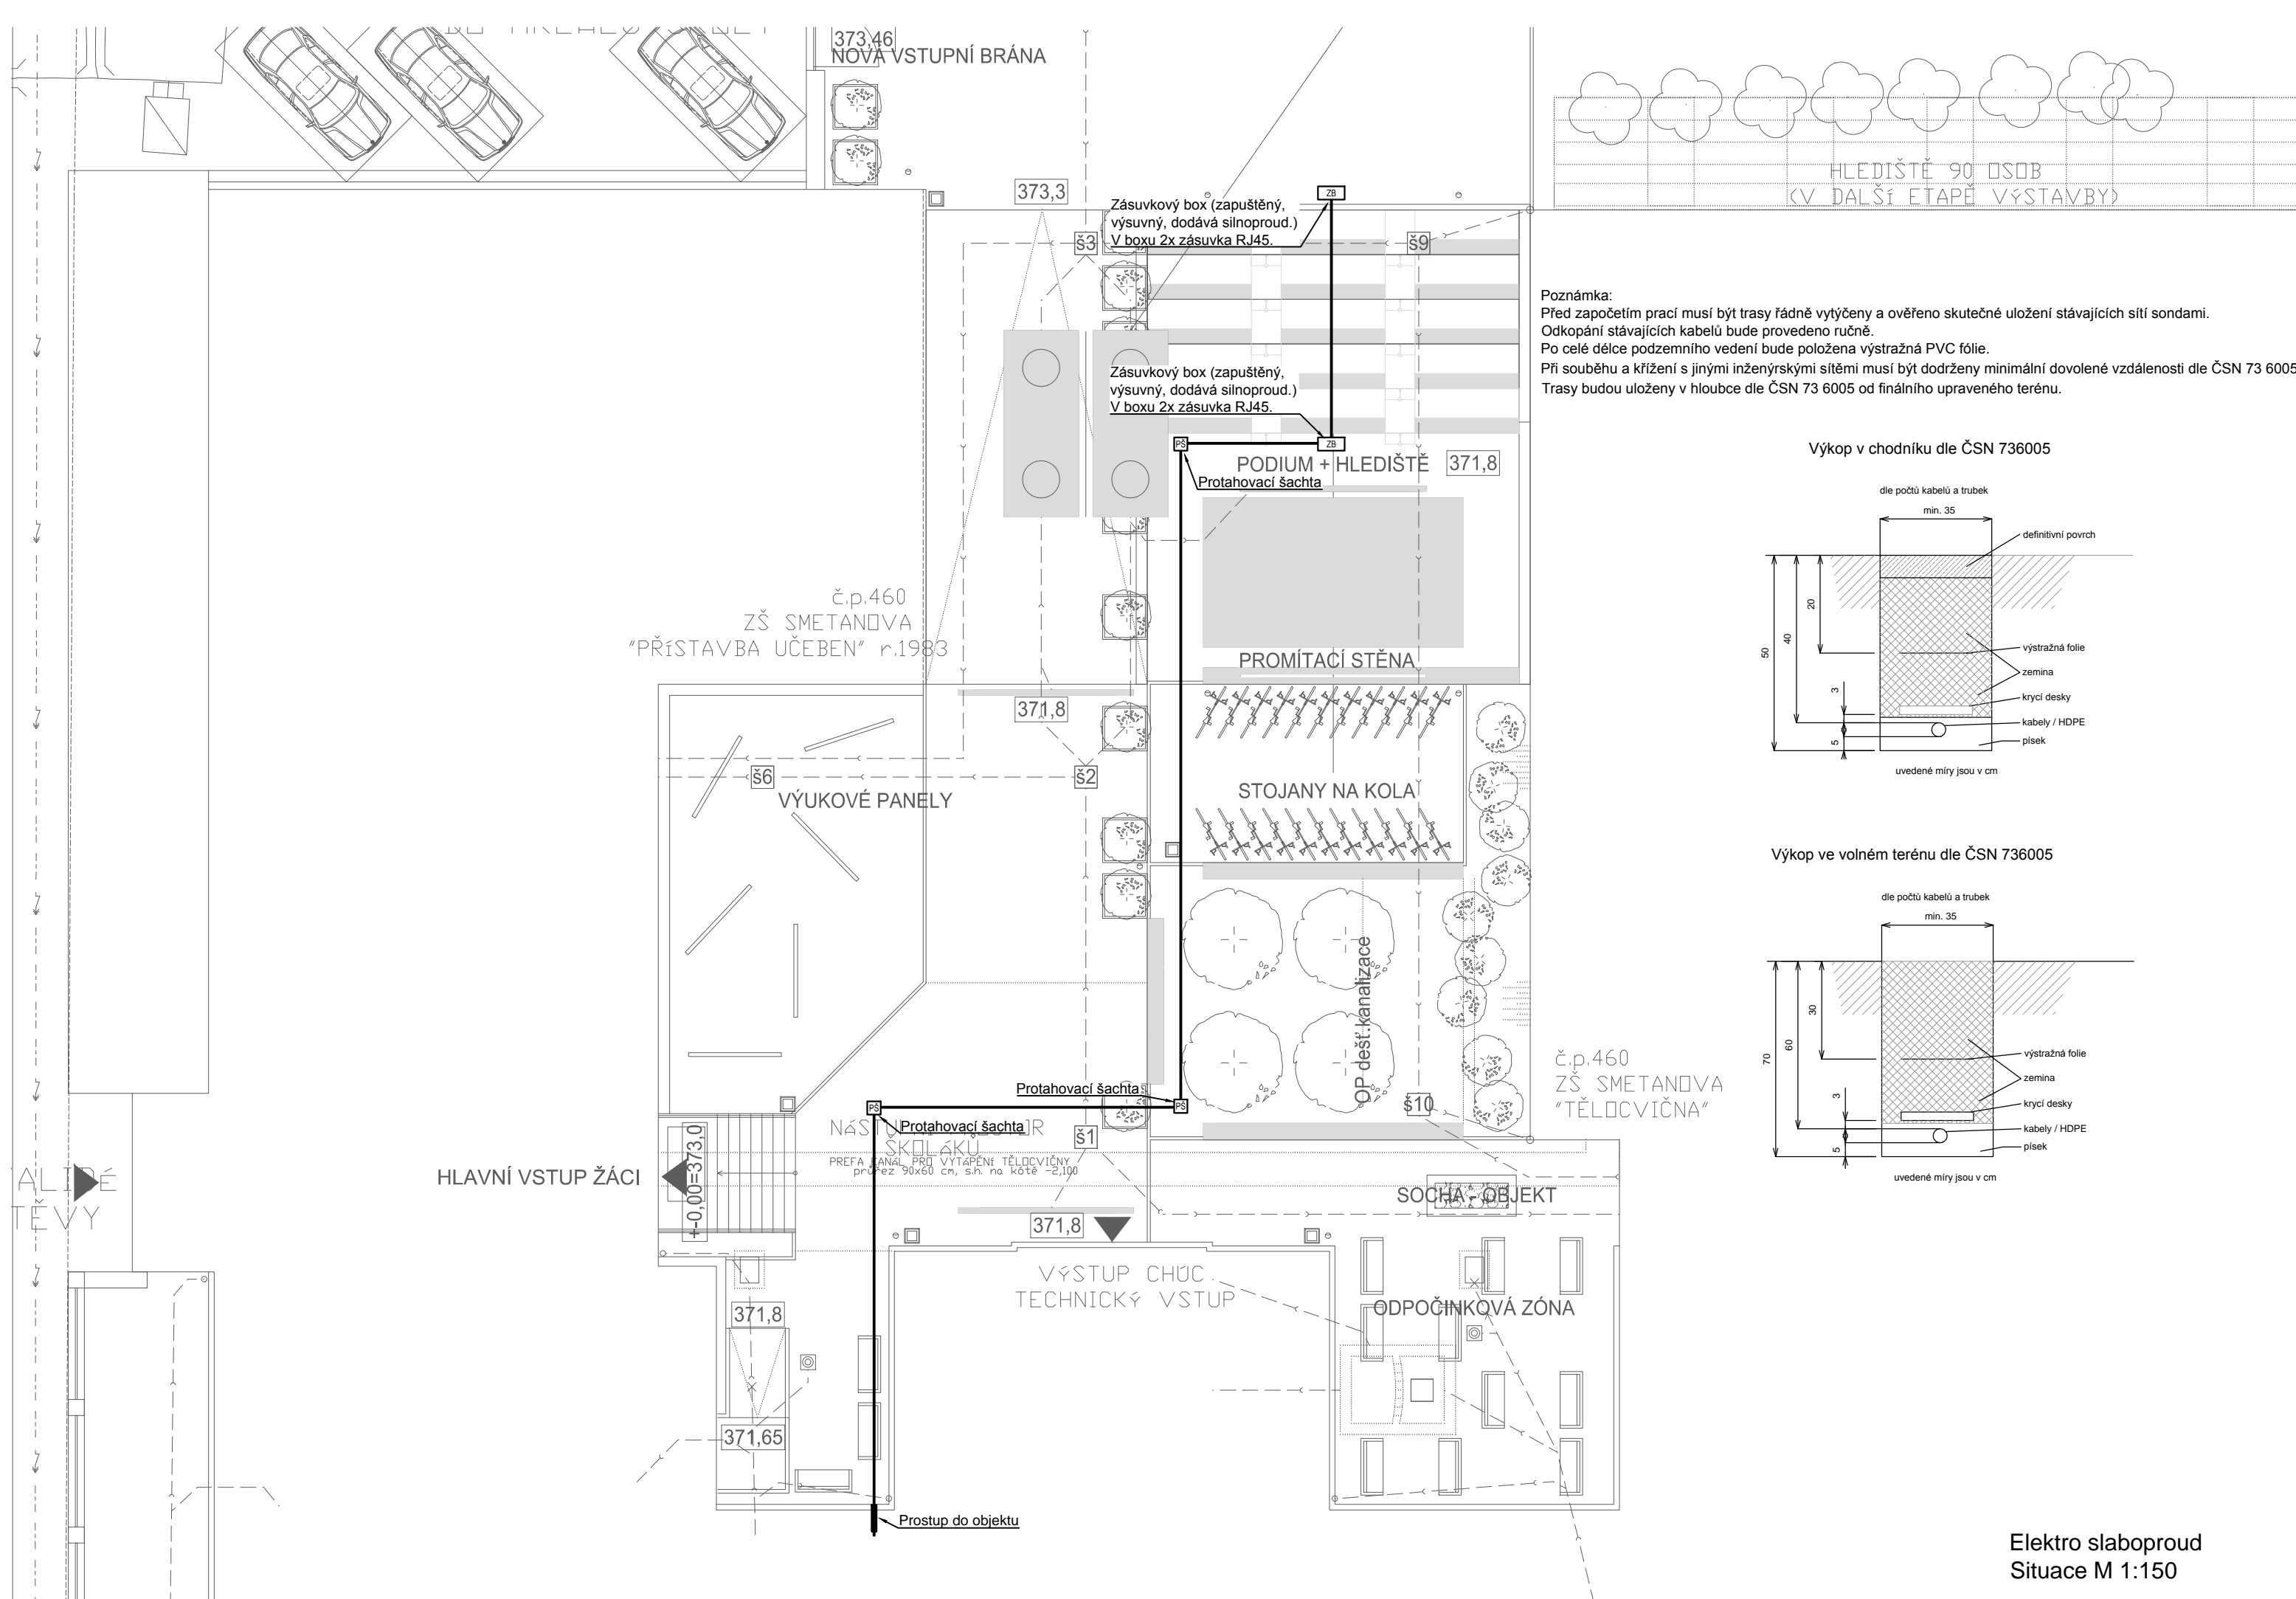 373,46
NOVÁ VSTUPNÍ BRÁNA
HLEDIŠTĚ 90 OSOB
(V DALŠÍ ETAPĚ VÝSTAVBY)
373,3
ZB
Zásuvkový box (zapuštěný,
výsuvný, dodává silnoproud.)
V boxu 2x zásuvka RJ45.
š3
š9
Poznámka:
Před započetím prací musí být trasy řádně vytýčeny a ověřeno skutečné uložení stávajících sítí sondami.
Odkopání stávajících kabelů bude provedeno ručně.
Po celé délce podzemního vedení bude položena výstražná PVC fólie.
Při souběhu a křížení s jinými inženýrskými sítěmi musí být dodrženy minimální dovolené vzdálenosti dle ČSN 73 6005
Trasy budou uloženy v hloubce dle ČSN 73 6005 od finálního upraveného terénu.
Zásuvkový box (zapuštěný,
výsuvný, dodává silnoproud.)
V boxu 2x zásuvka RJ45.
PŠ
ZB
PODIUM + HLEDIŠTĚ
371,8
Protahovací šachta
Výkop v chodníku dle ČSN 736005
dle počtů kabelů a trubek
min. 35
definitivní povrch
20
40
50
3
5
výstražná folie
zemina
krycí desky
kabely / HDPE
písek
uvedené míry jsou v cm
č.p.460
ZŠ SMETANOVA
"PŘÍSTAVBA UČEBEN" r.1983
PROMÍTACÍ STĚNA
371,8
š6
š2
VÝUKOVÉ PANELY
STOJANY NA KOLA
Výkop ve volném terénu dle ČSN 736005
dle počtů kabelů a trubek
min. 35
30
60
70
3
5
výstražná folie
zemina
krycí desky
kabely / HDPE
písek
uvedené míry jsou v cm
OP dešt.kanalizace
č.p.460
ZŠ SMETANOVA
"TĚLOCVIČNA"
Protahovací šachta
PŠ
PŠ
š10
Protahovací šachta
š1
ŠKOLÁKŮ
PREFA KANÁL PRO VYTÁPĚNÍ TĚLOCVIČNY
průřez 90x60 cm, s.h. na kótě -2,100
HLAVNÍ VSTUP ŽÁCI
+-0,00=373,0
SOCHA - OBJEKT
371,8
VÝSTUP CHÚC
TECHNICKÝ VSTUP
371,8
ODPOČINKOVÁ ZÓNA
371,65
Prostup do objektu
Elektro slaboproud
Situace M 1:150